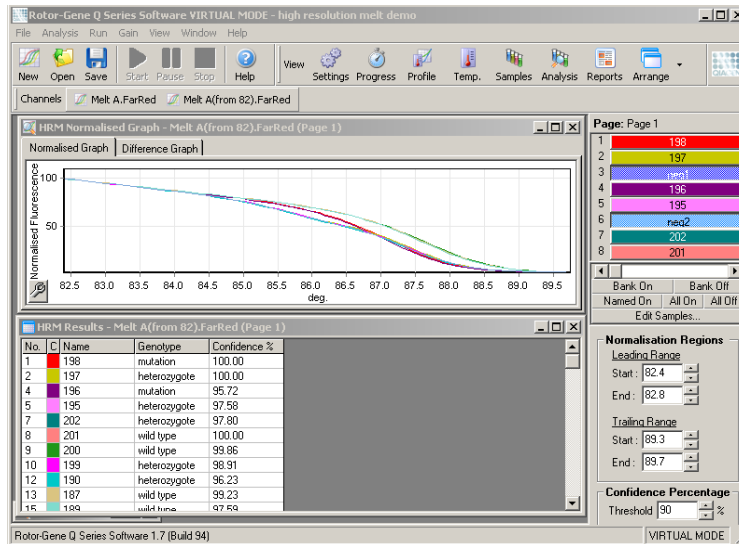 Rotor-Gene Q Series Software VIRTUAL MODE - high resolution melt demo
File Analysis Run Gain View Window Help
New Open Save Start Pause Stop Help View Settings Progress Profile Temp. Samples Analysis Reports Arrange
Channels Melt A.FarRed Melt A(from 82).FarRed
HRM Normalised Graph - Melt A(from 82).FarRed (Page 1)
Normalised Graph Difference Graph
Normalised Fluorescence
100
50
82.5 83.0 83.5 84.0 84.5 85.0 85.5 86.0 86.5 87.0 87.5 88.0 88.5 89.0 89.5
deg.
HRM Results - Melt A(from 82).FarRed (Page 1)
No. C Name Genotype Confidence %
1 198 mutation 100.00
2 197 heterozygote 100.00
4 196 mutation 95.72
5 195 heterozygote 97.58
7 202 heterozygote 97.80
8 201 wild type 100.00
9 200 wild type 99.86
10 199 heterozygote 98.91
12 190 heterozygote 96.23
13 187 wild type 99.23
15 189 wild type 97.59
Page: Page 1
1 198
2 197
3 neg1
4 196
5 195
6 neg2
7 202
8 201
Bank On Bank Off
Named On All On All Off
Edit Samples...
Normalisation Regions
Leading Range
Start: 82.4
End: 82.8
Trailing Range
Start: 89.3
End: 89.7
Confidence Percentage
Threshold 90 %
Rotor-Gene Q Series Software 1.7 (Build 94)
VIRTUAL MODE